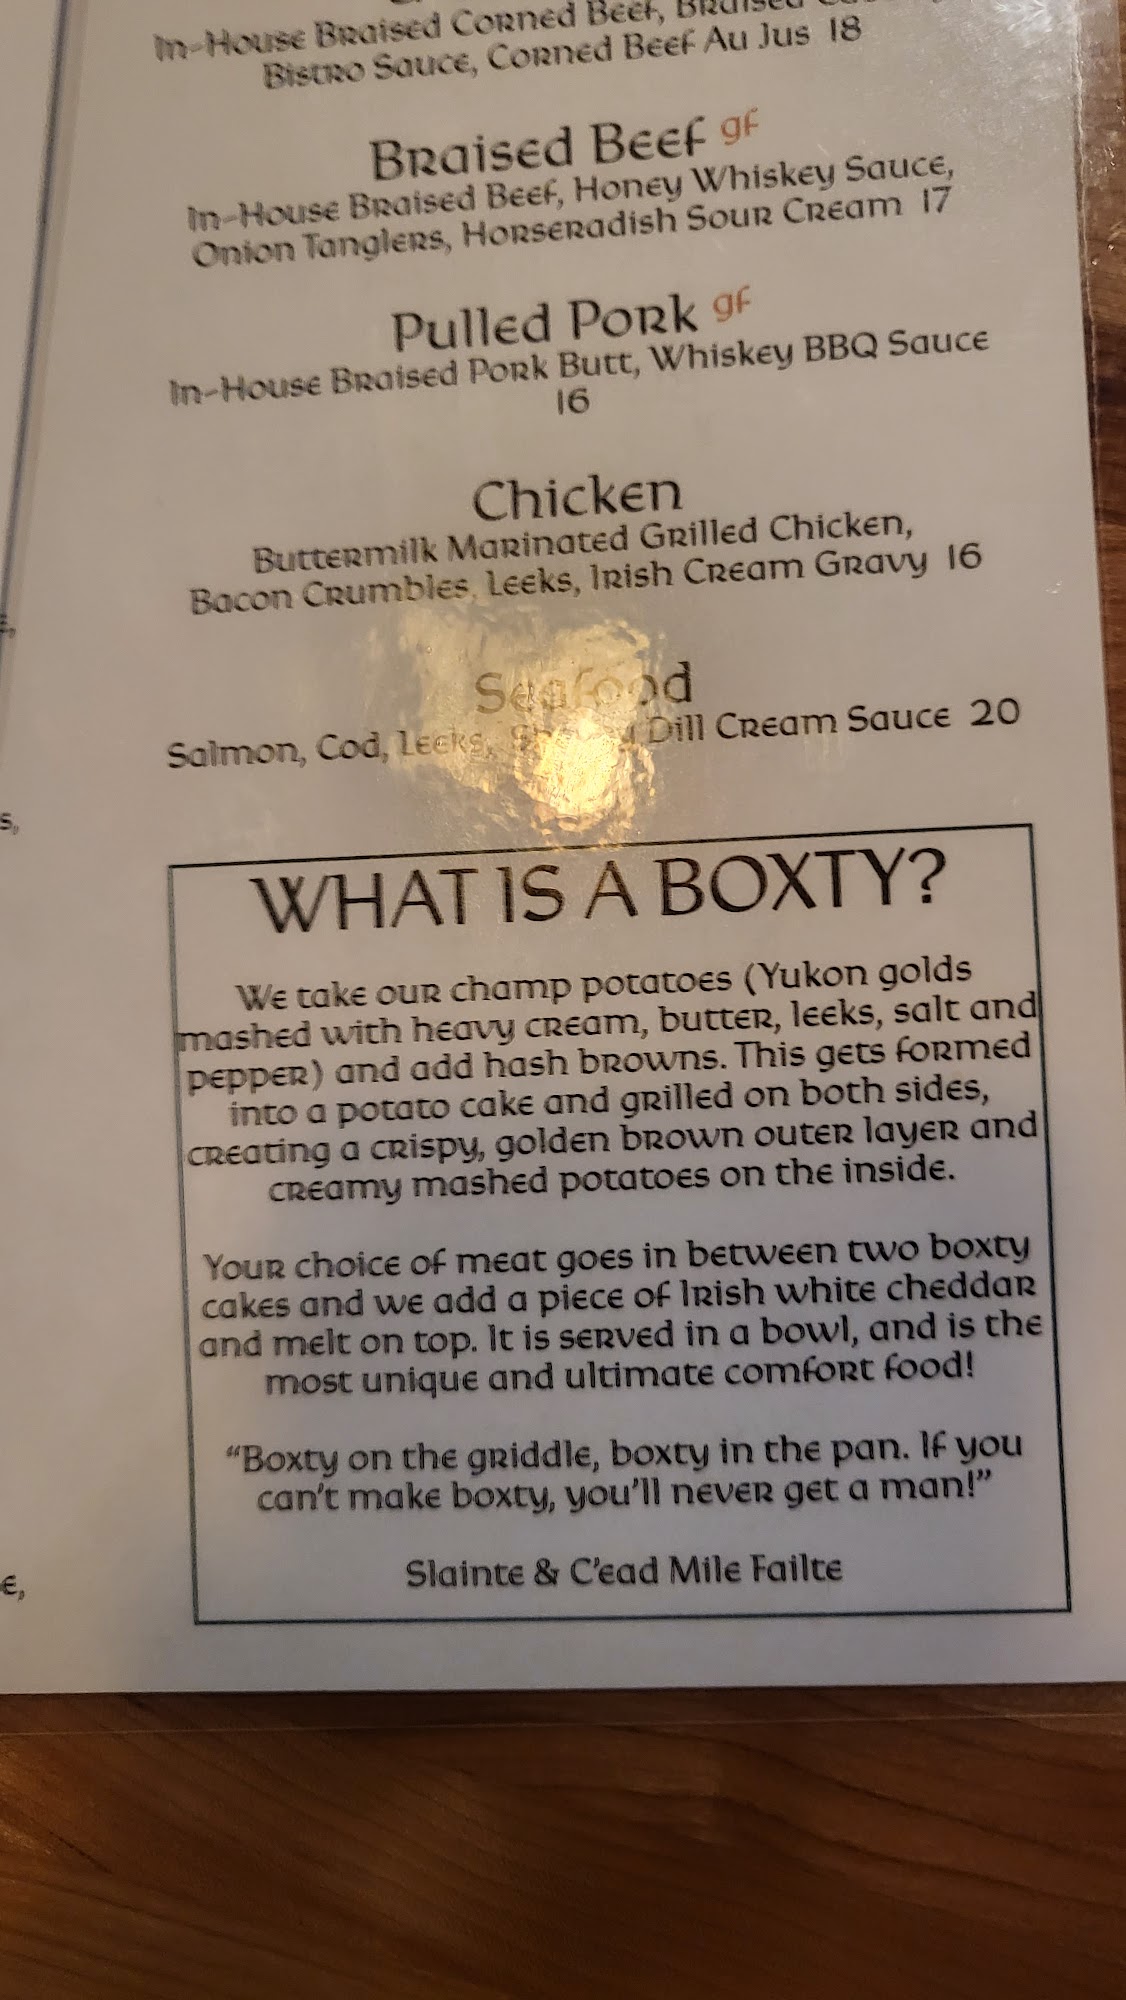 In-House Braised Corned Beef, Braised
Bistro Sauce, Corned Beef Au Jus 18
Braised Beef gf
In-House Braised Beef, Honey Whiskey Sauce,
Onion Tanglers, Horseradish Sour Cream 17
Pulled Pork gf
In-House Braised Pork Butt, Whiskey BBQ Sauce
16
Chicken
Buttermilk Marinated Grilled Chicken,
Bacon Crumbles, Leeks, Irish Cream Gravy 16
Seafood
Salmon, Cod, Leeks, Dill Cream Sauce 20
WHAT IS A BOXTY?
We take our champ potatoes (Yukon golds
mashed with heavy cream, butter, leeks, salt and
pepper) and add hash browns. This gets formed
into a potato cake and grilled on both sides,
creating a crispy, golden brown outer layer and
creamy mashed potatoes on the inside.
Your choice of meat goes in between two boxty
cakes and we add a piece of Irish white cheddar
and melt on top. It is served in a bowl, and is the
most unique and ultimate comfort food!
“Boxty on the griddle, boxty in the pan. If you
can't make boxty, you'll never get a man!”
Slainte & C'ead Mile Failte